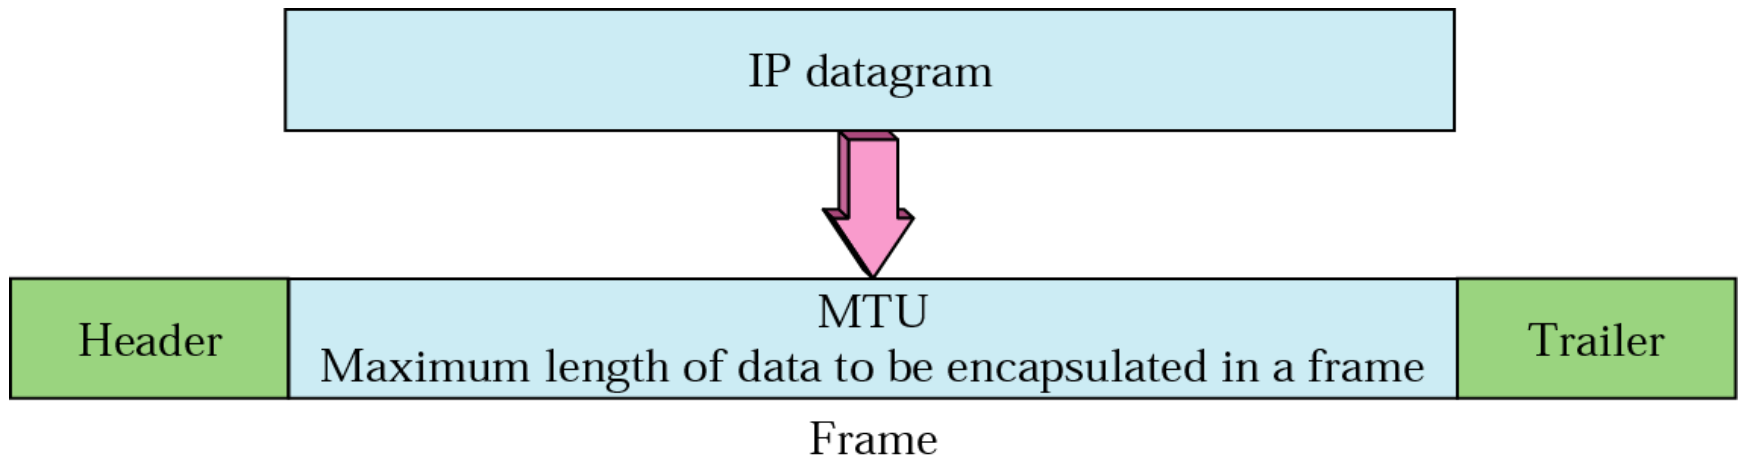 IP datagram
Header
MTU
Maximum length of data to be encapsulated in a frame
Trailer
Frame